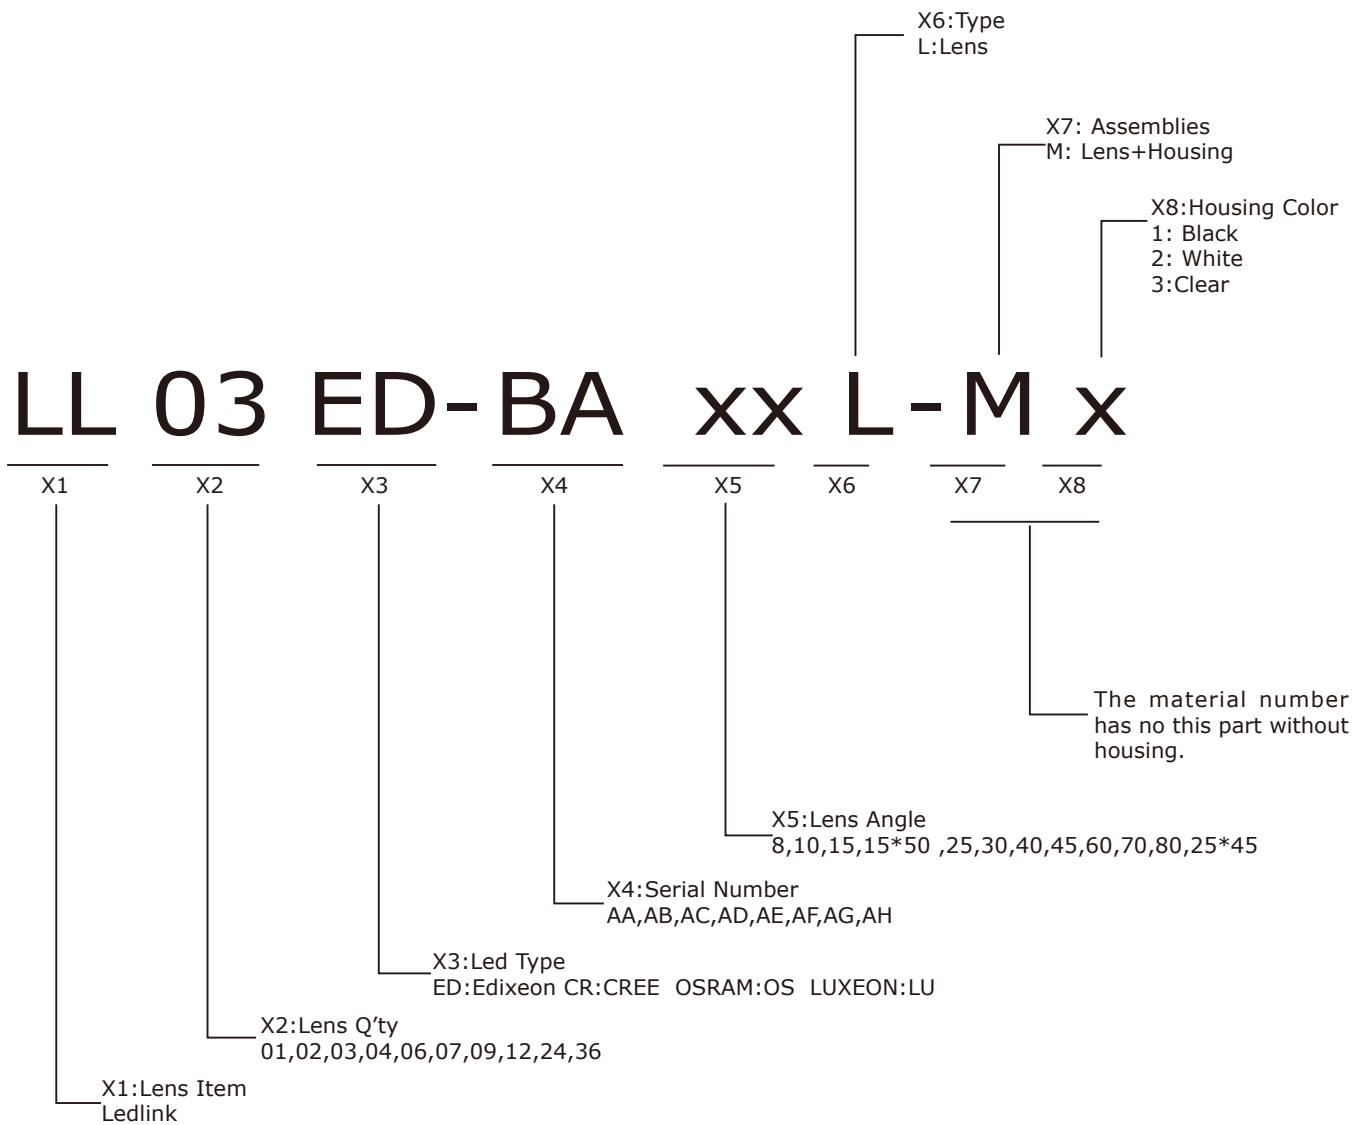 X6:Type
L:Lens
X7: Assemblies
M: Lens+Housing
X8:Housing Color
1: Black
2: White
3:Clear
LL 03 ED-BA xx L-M x
X1 X2 X3 X4 X5 X6 X7 X8
The material number
has no this part without
housing.
X5:Lens Angle
8,10,15,15*50 ,25,30,40,45,60,70,80,25*45
X4:Serial Number
AA,AB,AC,AD,AE,AF,AG,AH
X3:Led Type
ED:Edixeon CR:CREE OSRAM:OS LUXEON:LU
X2:Lens Q’ty
01,02,03,04,06,07,09,12,24,36
X1:Lens Item
Ledlink